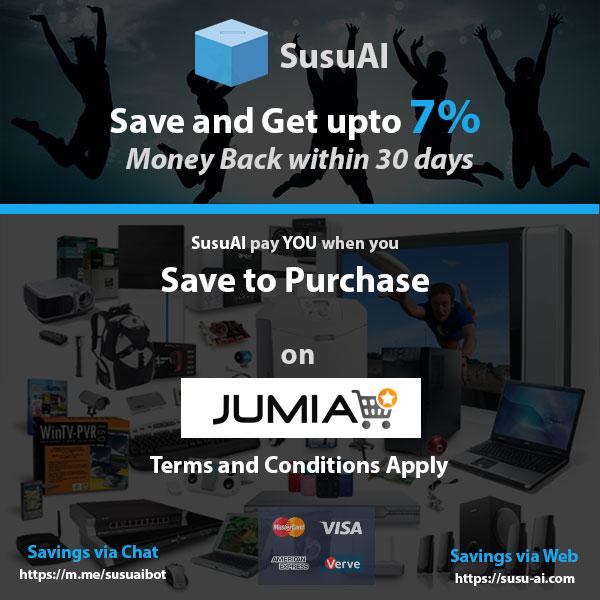 SusuAI
Save and Get upto 7%
Money Back within 30 days
SusuAI pay YOU when you
Save to Purchase
on
JUMIA
Terms and Conditions Apply
WinTV-PVR
MasterCard
VISA
AMERICAN
EXPRESS
Verve
Savings via Chat
https://m.me/susuaibot
Savings via Web
https://susu-ai.com